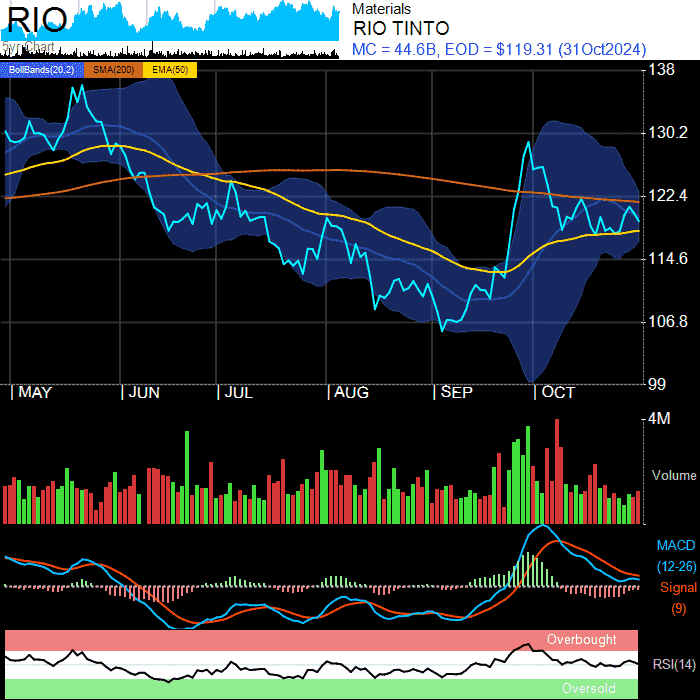 RIO
5yr Chart
Materials
RIO TINTO
MC = 44.6B, EOD = $119.31 (31Oct2024)
BollBands(20,2) SMA(200) EMA(50)
138
130.2
122.4
114.6
106.8
99
MAY JUN JUL AUG SEP OCT
4M
Volume
MACD
(12-26)
Signal
(9)
Overbought
RSI(14)
Oversold